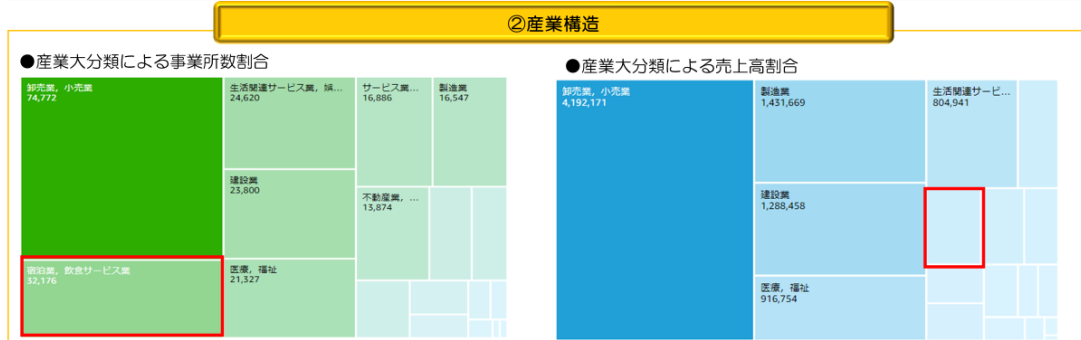 ②産業構造
●産業大分類による事業所数割合
卸売業，小売業
74,772
宿泊業，飲食サービス業
32,176
生活関連サービス業，娯...
24,620
建設業
23,800
医療，福祉
21,327
サービス業...
16,886
製造業
16,547
不動産業，...
13,874
●産業大分類による売上高割合
卸売業，小売業
4,192,171
製造業
1,431,669
建設業
1,288,458
医療，福祉
916,754
生活関連サービ...
804,941